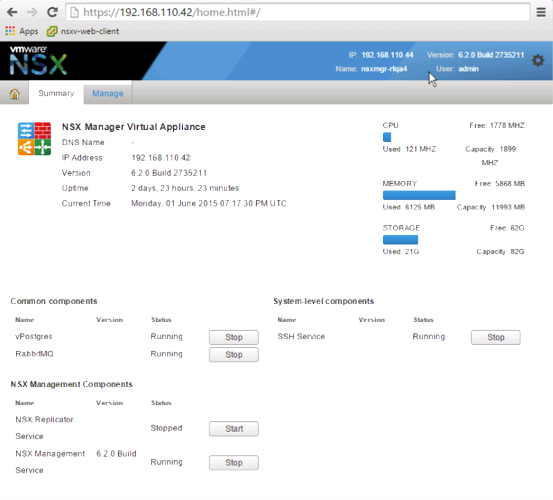 https://192.168.110.42/home.html#/
Apps nsxv-web-client
vmware
NSX
IP: 192.168.110.44 Version: 6.2.0 Build 2735211
Name: nsxmgr-rlqa4 User: admin
Summary Manage
NSX Manager Virtual Appliance
DNS Name -
IP Address 192.168.110.42
Version: 6.2.0 Build 2735211
Uptime 2 days, 23 hours, 23 minutes
Current Time Monday, 01 June 2015 07:17:30 PM UTC
CPU Free: 1778 MHZ
Used: 121 MHZ Capacity: 1899
MHZ
MEMORY Free: 5868 MB
Used: 6125 MB Capacity: 11993 MB
STORAGE Free: 62G
Used: 21G Capacity: 82G
Common components
Name Version Status
vPostgres Running Stop
RabbitMQ Running Stop
System-level components
Name Version Status
SSH Service Running Stop
NSX Management Components
Name Version Status
NSX Replicator
Service
Stopped Start
NSX Management 6.2.0 Build
Service
Running Stop